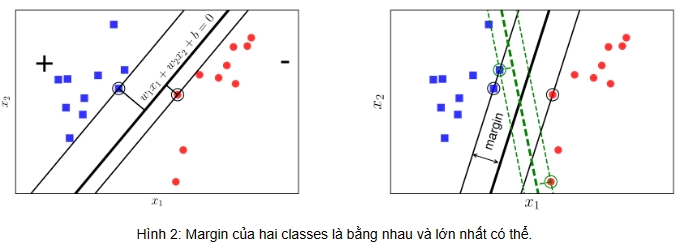 +
-
w₁x₁ + w₂x₂ + b = 0
x₂
x₁
x₂
margin
x₁
Hình 2: Margin của hai classes là bằng nhau và lớn nhất có thể.